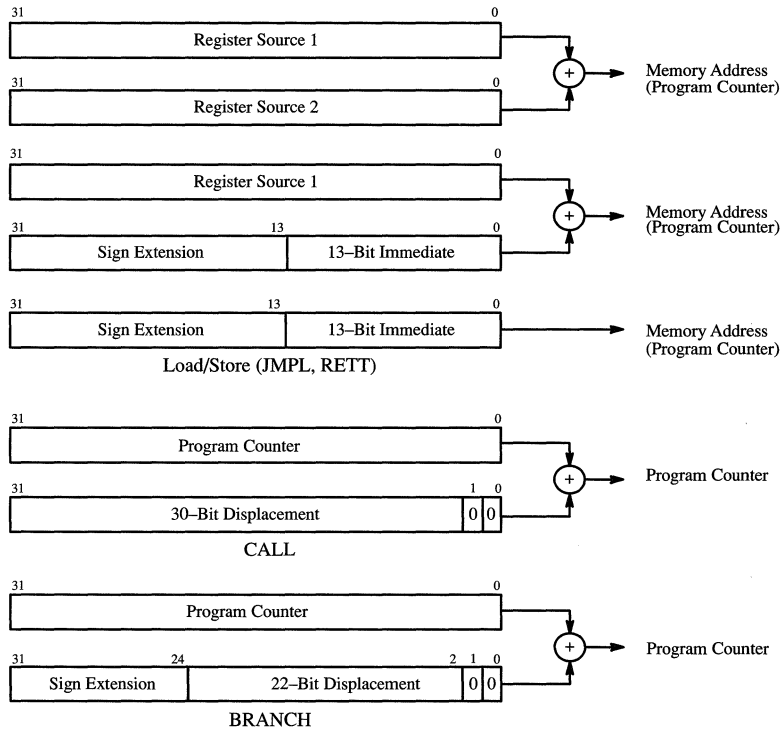 31 0
Register Source 1
31 0
Register Source 2
+
Memory Address
(Program Counter)
31 0
Register Source 1
31 13 0
Sign Extension 13–Bit Immediate
+
Memory Address
(Program Counter)
31 13 0
Sign Extension 13–Bit Immediate
Memory Address
(Program Counter)
Load/Store (JMPL, RETT)
31 0
Program Counter
31 1 0
30–Bit Displacement 0 0
+
Program Counter
CALL
31 0
Program Counter
31 24 2 1 0
Sign Extension 22–Bit Displacement 0 0
+
Program Counter
BRANCH